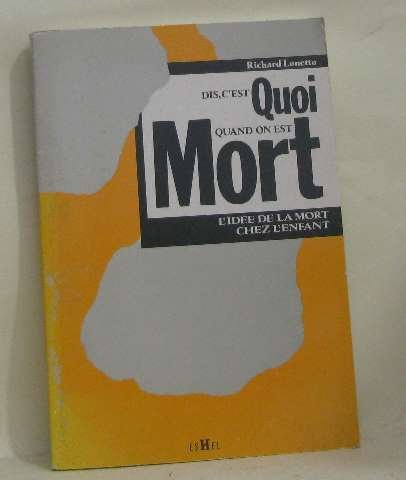 Richard Lonetto
DIS, C'EST Quoi
QUAND ON EST
Mort
L'IDEE DE LA MORT
CHEZ L'ENFANT
ESHEL